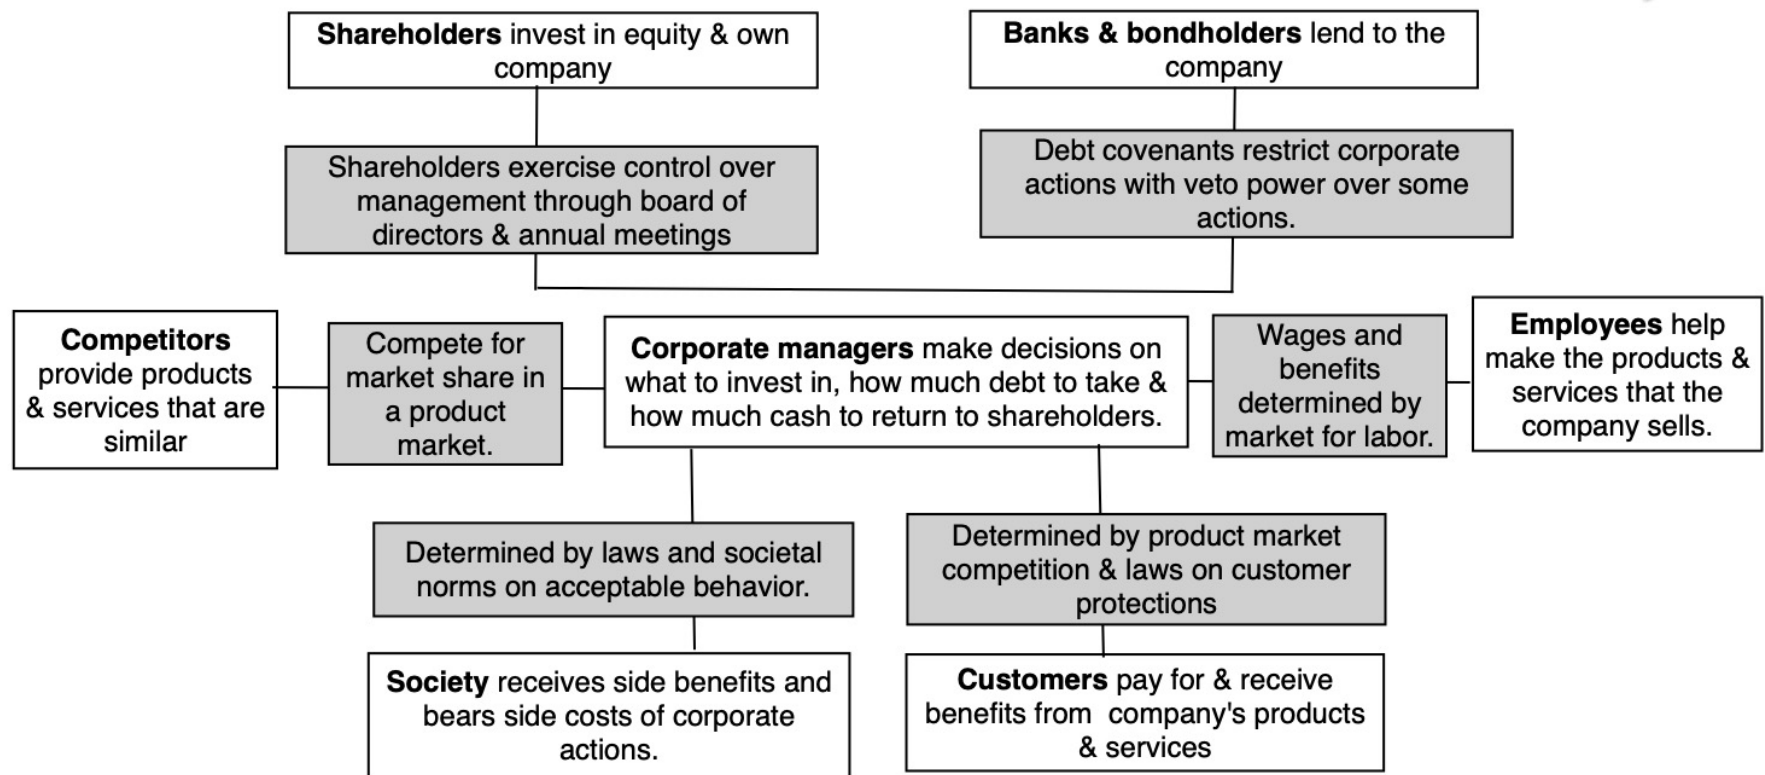 Shareholders invest in equity & own
company
Banks & bondholders lend to the
company
Shareholders exercise control over
management through board of
directors & annual meetings
Debt covenants restrict corporate
actions with veto power over some
actions.
Competitors
provide products
& services that are
similar
Compete for
market share in
a product
market.
Corporate managers make decisions on
what to invest in, how much debt to take &
how much cash to return to shareholders.
Wages and
benefits
determined by
market for labor.
Employees help
make the products &
services that the
company sells.
Determined by laws and societal
norms on acceptable behavior.
Determined by product market
competition & laws on customer
protections
Society receives side benefits and
bears side costs of corporate
actions.
Customers pay for & receive
benefits from company's products
& services